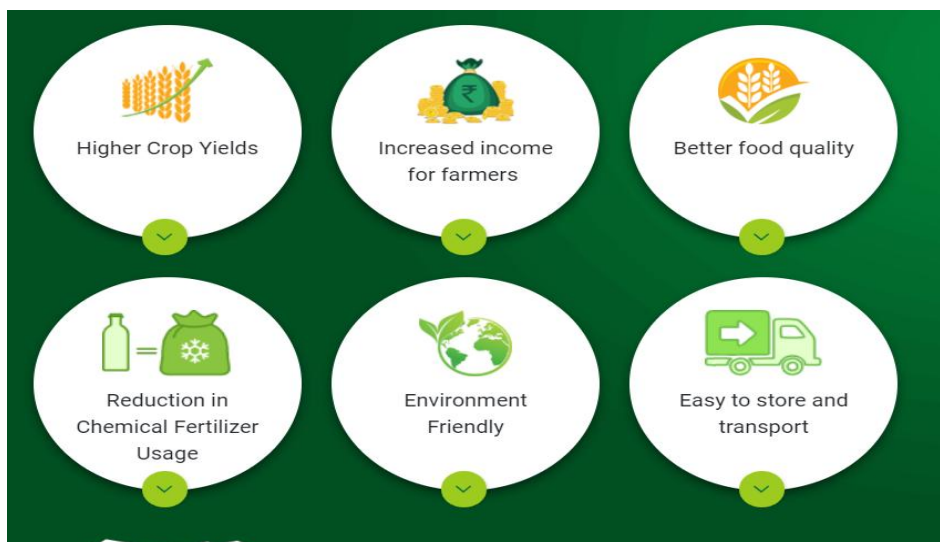 ₹
Higher Crop Yields
Increased income
for farmers
Better food quality
=
Reduction in
Chemical Fertilizer
Usage
Environment
Friendly
Easy to store and
transport